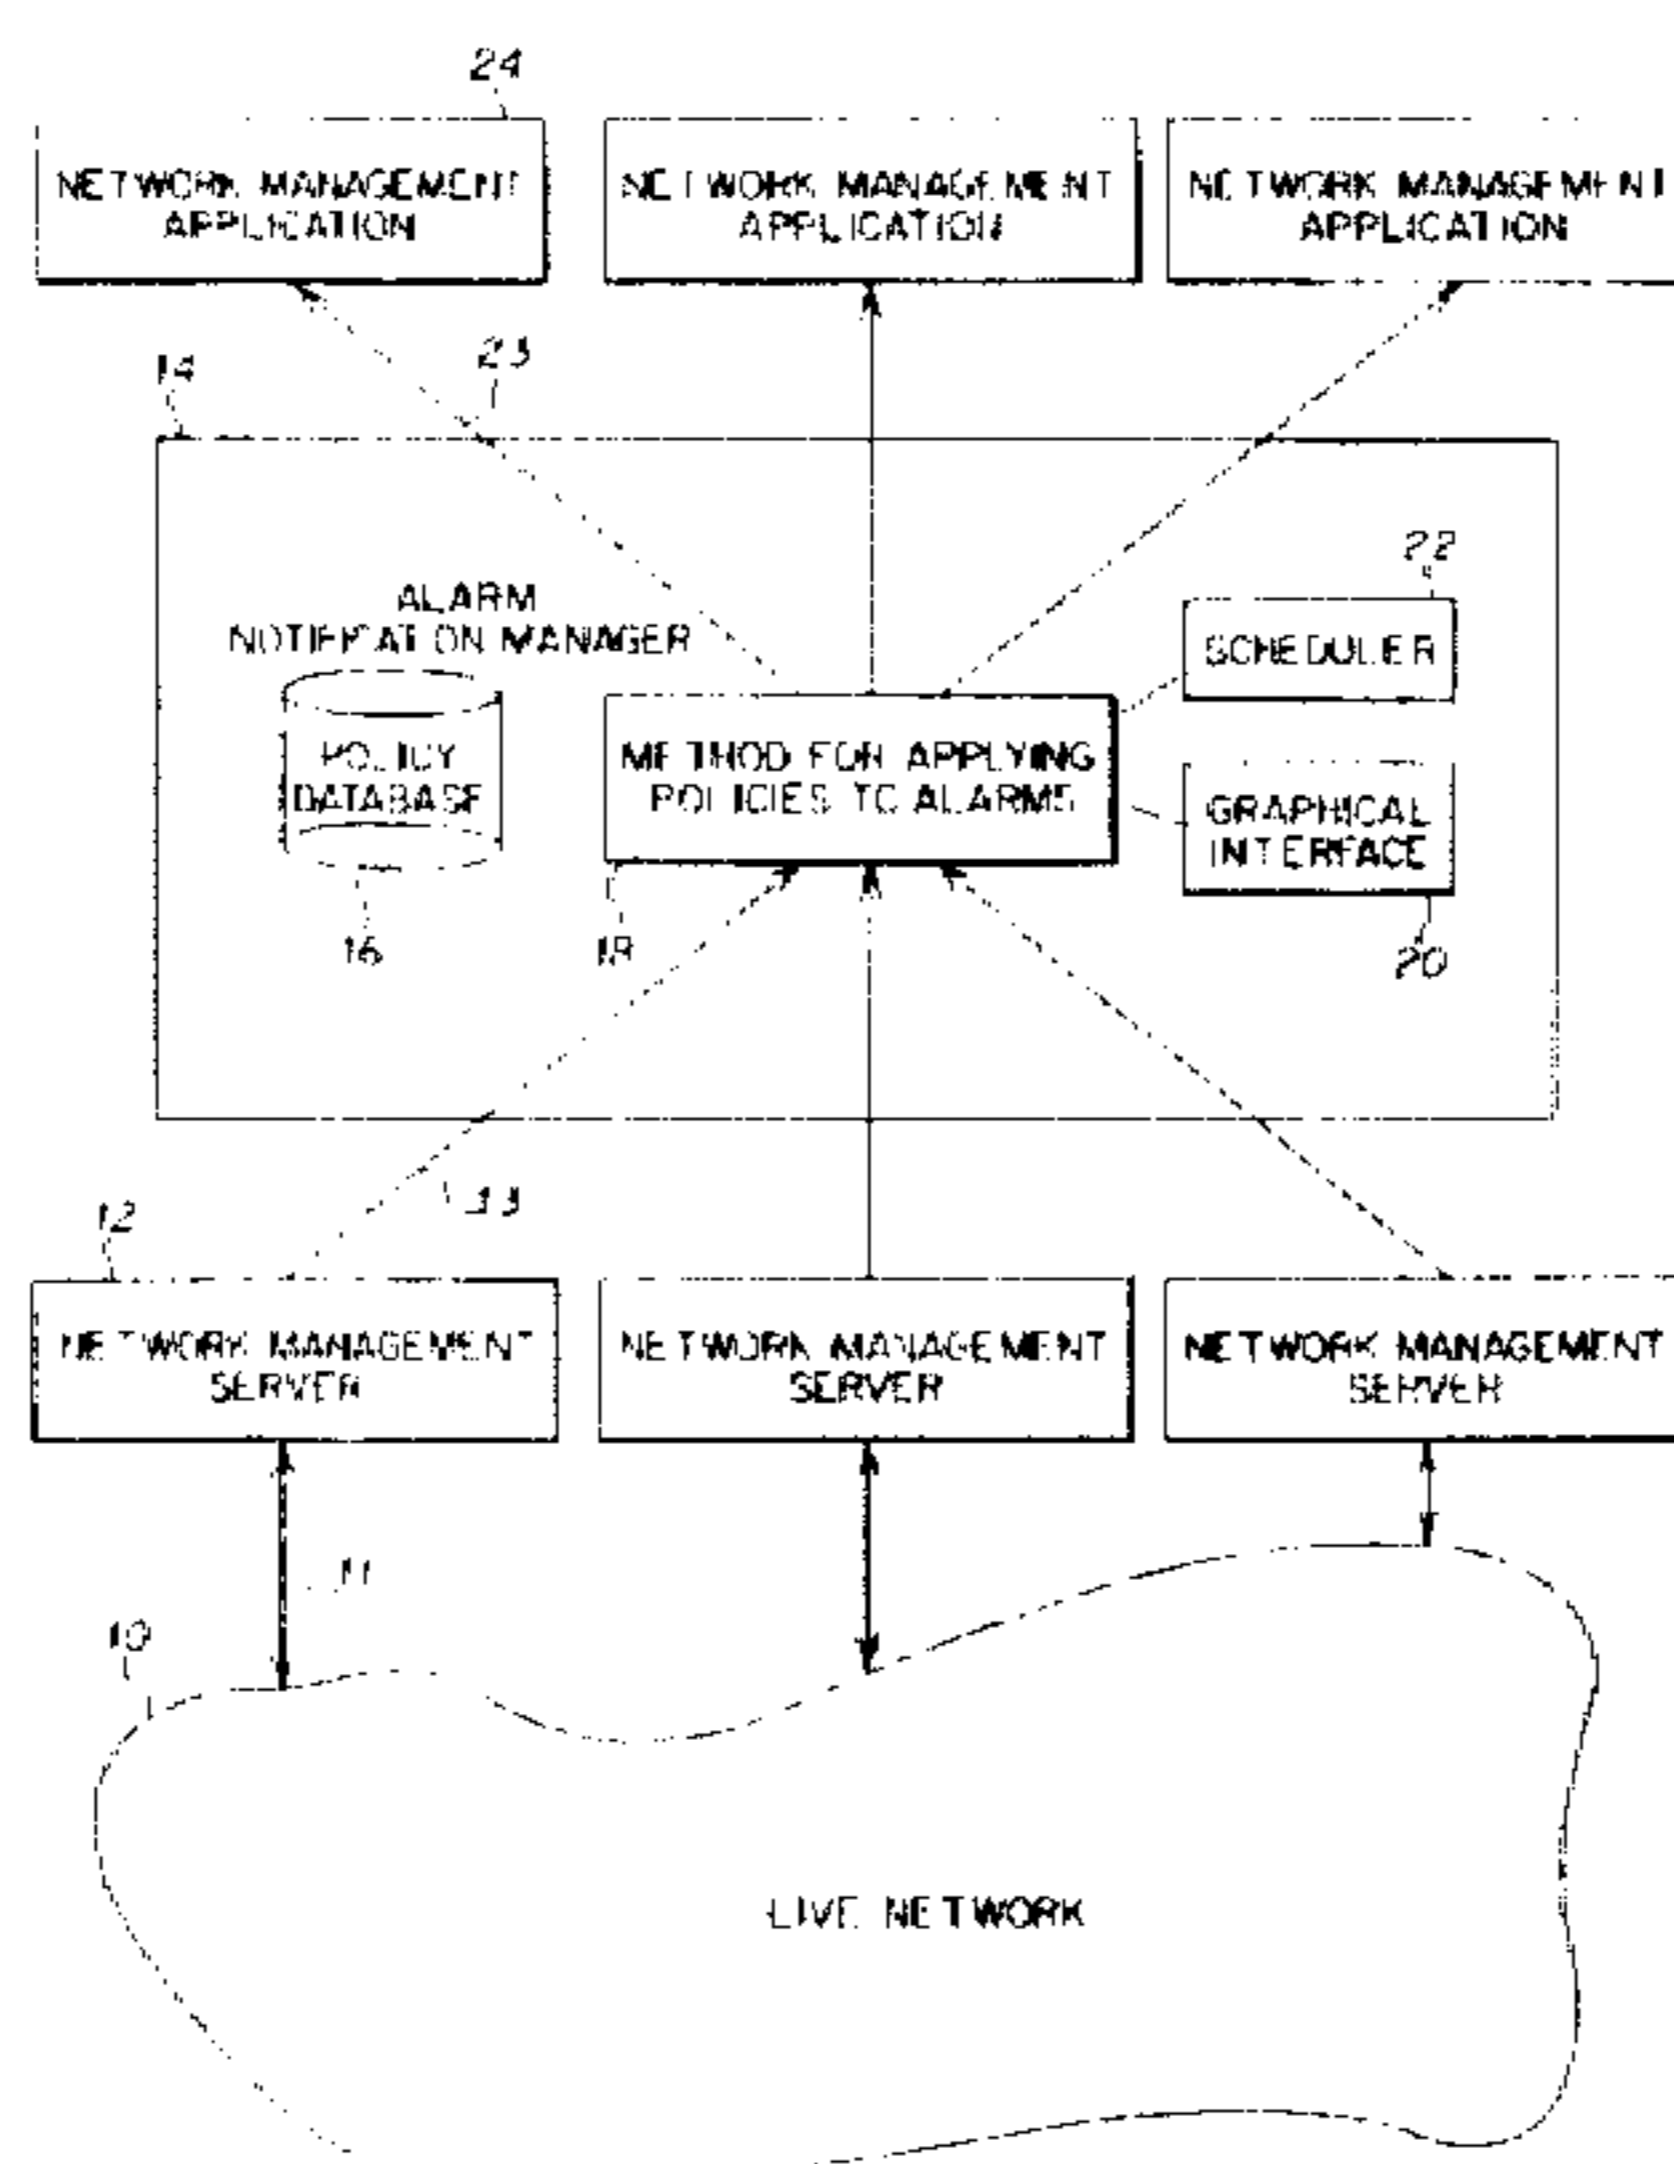 24
NETWORK MANAGEMENT
APPLICATION
NETWORK MANAGEMENT
APPLICATION
NETWORK MANAGEMENT
APPLICATION
14
23
22
ALARM
NOTIFICATION MANAGER
SCHEDULER
POLICY
DATABASE
METHOD FOR APPLYING
POLICIES TO ALARMS
GRAPHICAL
INTERFACE
16
18
20
12
NETWORK MANAGEMENT
SERVER
NETWORK MANAGEMENT
SERVER
NETWORK MANAGEMENT
SERVER
11
10
LIVE NETWORK